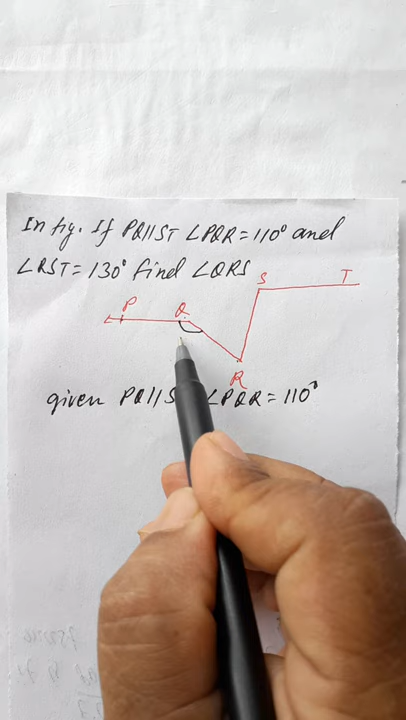 In fig. If PQ||ST ∠PQR = 110° and
∠RST = 130° find ∠QRS
S T
P Q
R
given PQ||S ∠PQR = 110°